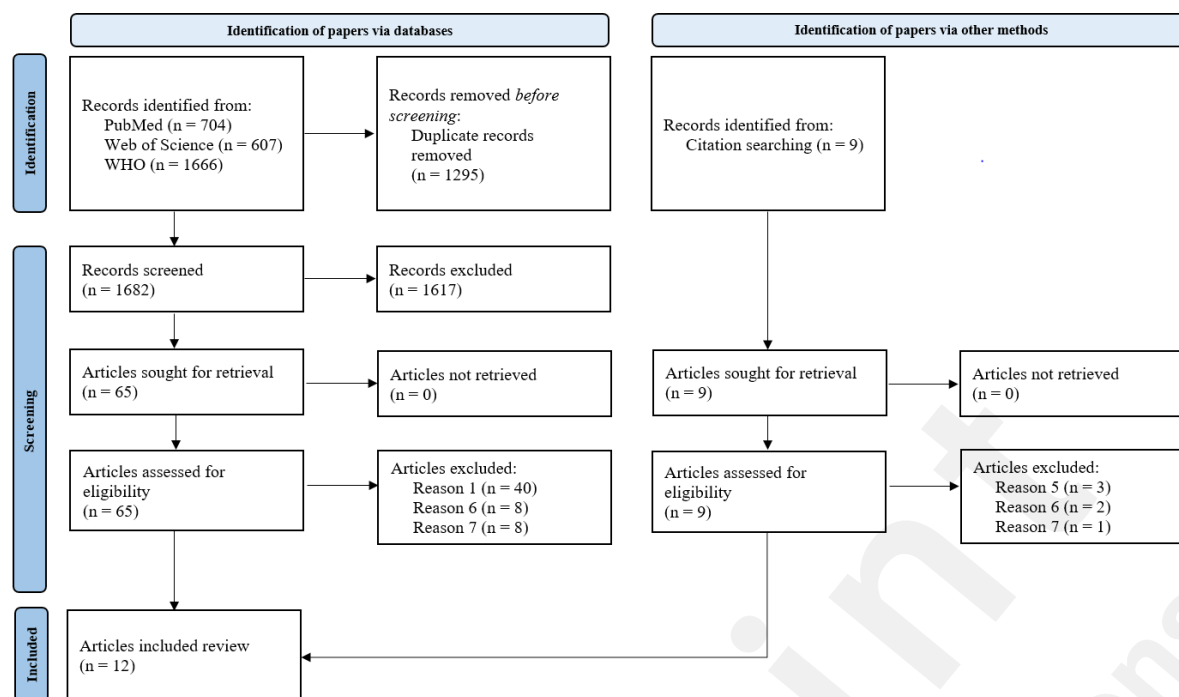 Identification of papers via databases
Identification of papers via other methods
Identification
Records identified from:
PubMed (n = 704)
Web of Science (n = 607)
WHO (n = 1666)
Records removed before
screening:
Duplicate records
removed
(n = 1295)
Records identified from:
Citation searching (n = 9)
Screening
Records screened
(n = 1682)
Records excluded
(n = 1617)
Articles sought for retrieval
(n = 65)
Articles not retrieved
(n = 0)
Articles sought for retrieval
(n = 9)
Articles not retrieved
(n = 0)
Articles assessed for
eligibility
(n = 65)
Articles excluded:
Reason 1 (n = 40)
Reason 6 (n = 8)
Reason 7 (n = 8)
Articles assessed for
eligibility
(n = 9)
Articles excluded:
Reason 5 (n = 3)
Reason 6 (n = 2)
Reason 7 (n = 1)
Included
Articles included review
(n = 12)